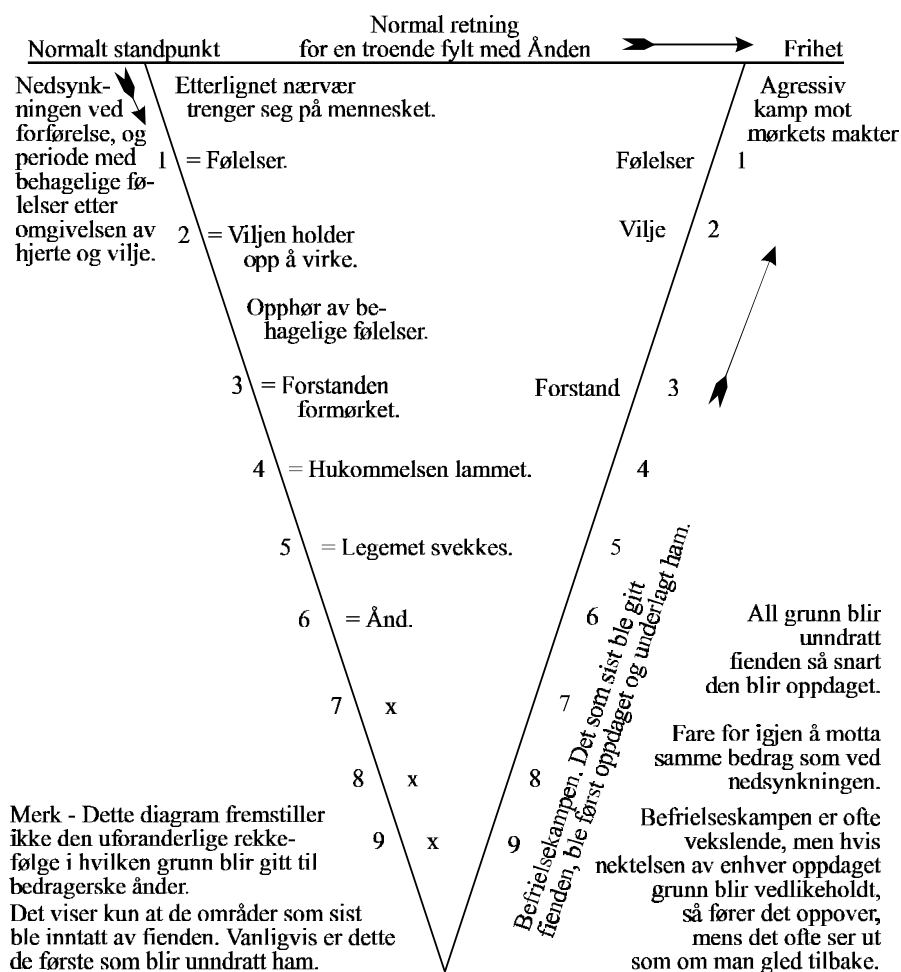 Normal retning
Normalt standpunkt for en troende fylt med Ånden Frihet
Nedsynk-
ningen ved
forførelse, og
periode med
behagelige fø-
lelser etter
omgivelsen av
hjerte og vilje.
Etterlignet nærvær
trenger seg på mennesket.
1 = Følelser.
2 = Viljen holder
opp å virke.
Opphør av be-
hagelige følelser.
3 = Forstanden
formørket.
4 = Hukommelsen lammet.
5 = Legemet svekkes.
6 = Ånd.
7 x
8 x
9 x
Agressiv
kamp mot
mørkets makter
Følelser 1
Vilje 2
Forstand 3
4
5
6
7
8
9
Befrielseskampen. Det som sist ble gitt
fienden, ble først oppdaget og underlagt ham.
All grunn blir
unndratt
fienden så snart
den blir oppdaget.
Fare for igjen å motta
samme bedrag som ved
nedsynkningen.
Befrielseskampen er ofte
vekslende, men hvis
nektelsen av enhver oppdaget
grunn blir vedlikeholdt,
så fører det oppover,
mens det ofte ser ut
som om man gled tilbake.
Merk - Dette diagram fremstiller
ikke den uforanderlige rekke-
følge i hvilken grunn blir gitt til
bedragerske ånder.
Det viser kun at de områder som sist
ble inntatt av fienden. Vanligvis er dette
de første som blir unndratt ham.